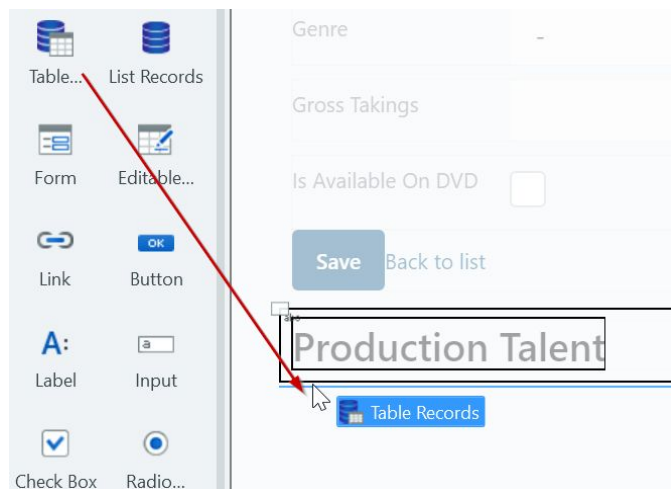 Table...
List Records
Form
Editable...
Link
OK
Button
A:
Label
a
Input
Check Box
Radio...
Genre
-
Gross Takings
Is Available On DVD
Save
Back to list
abc
Production Talent
Table Records